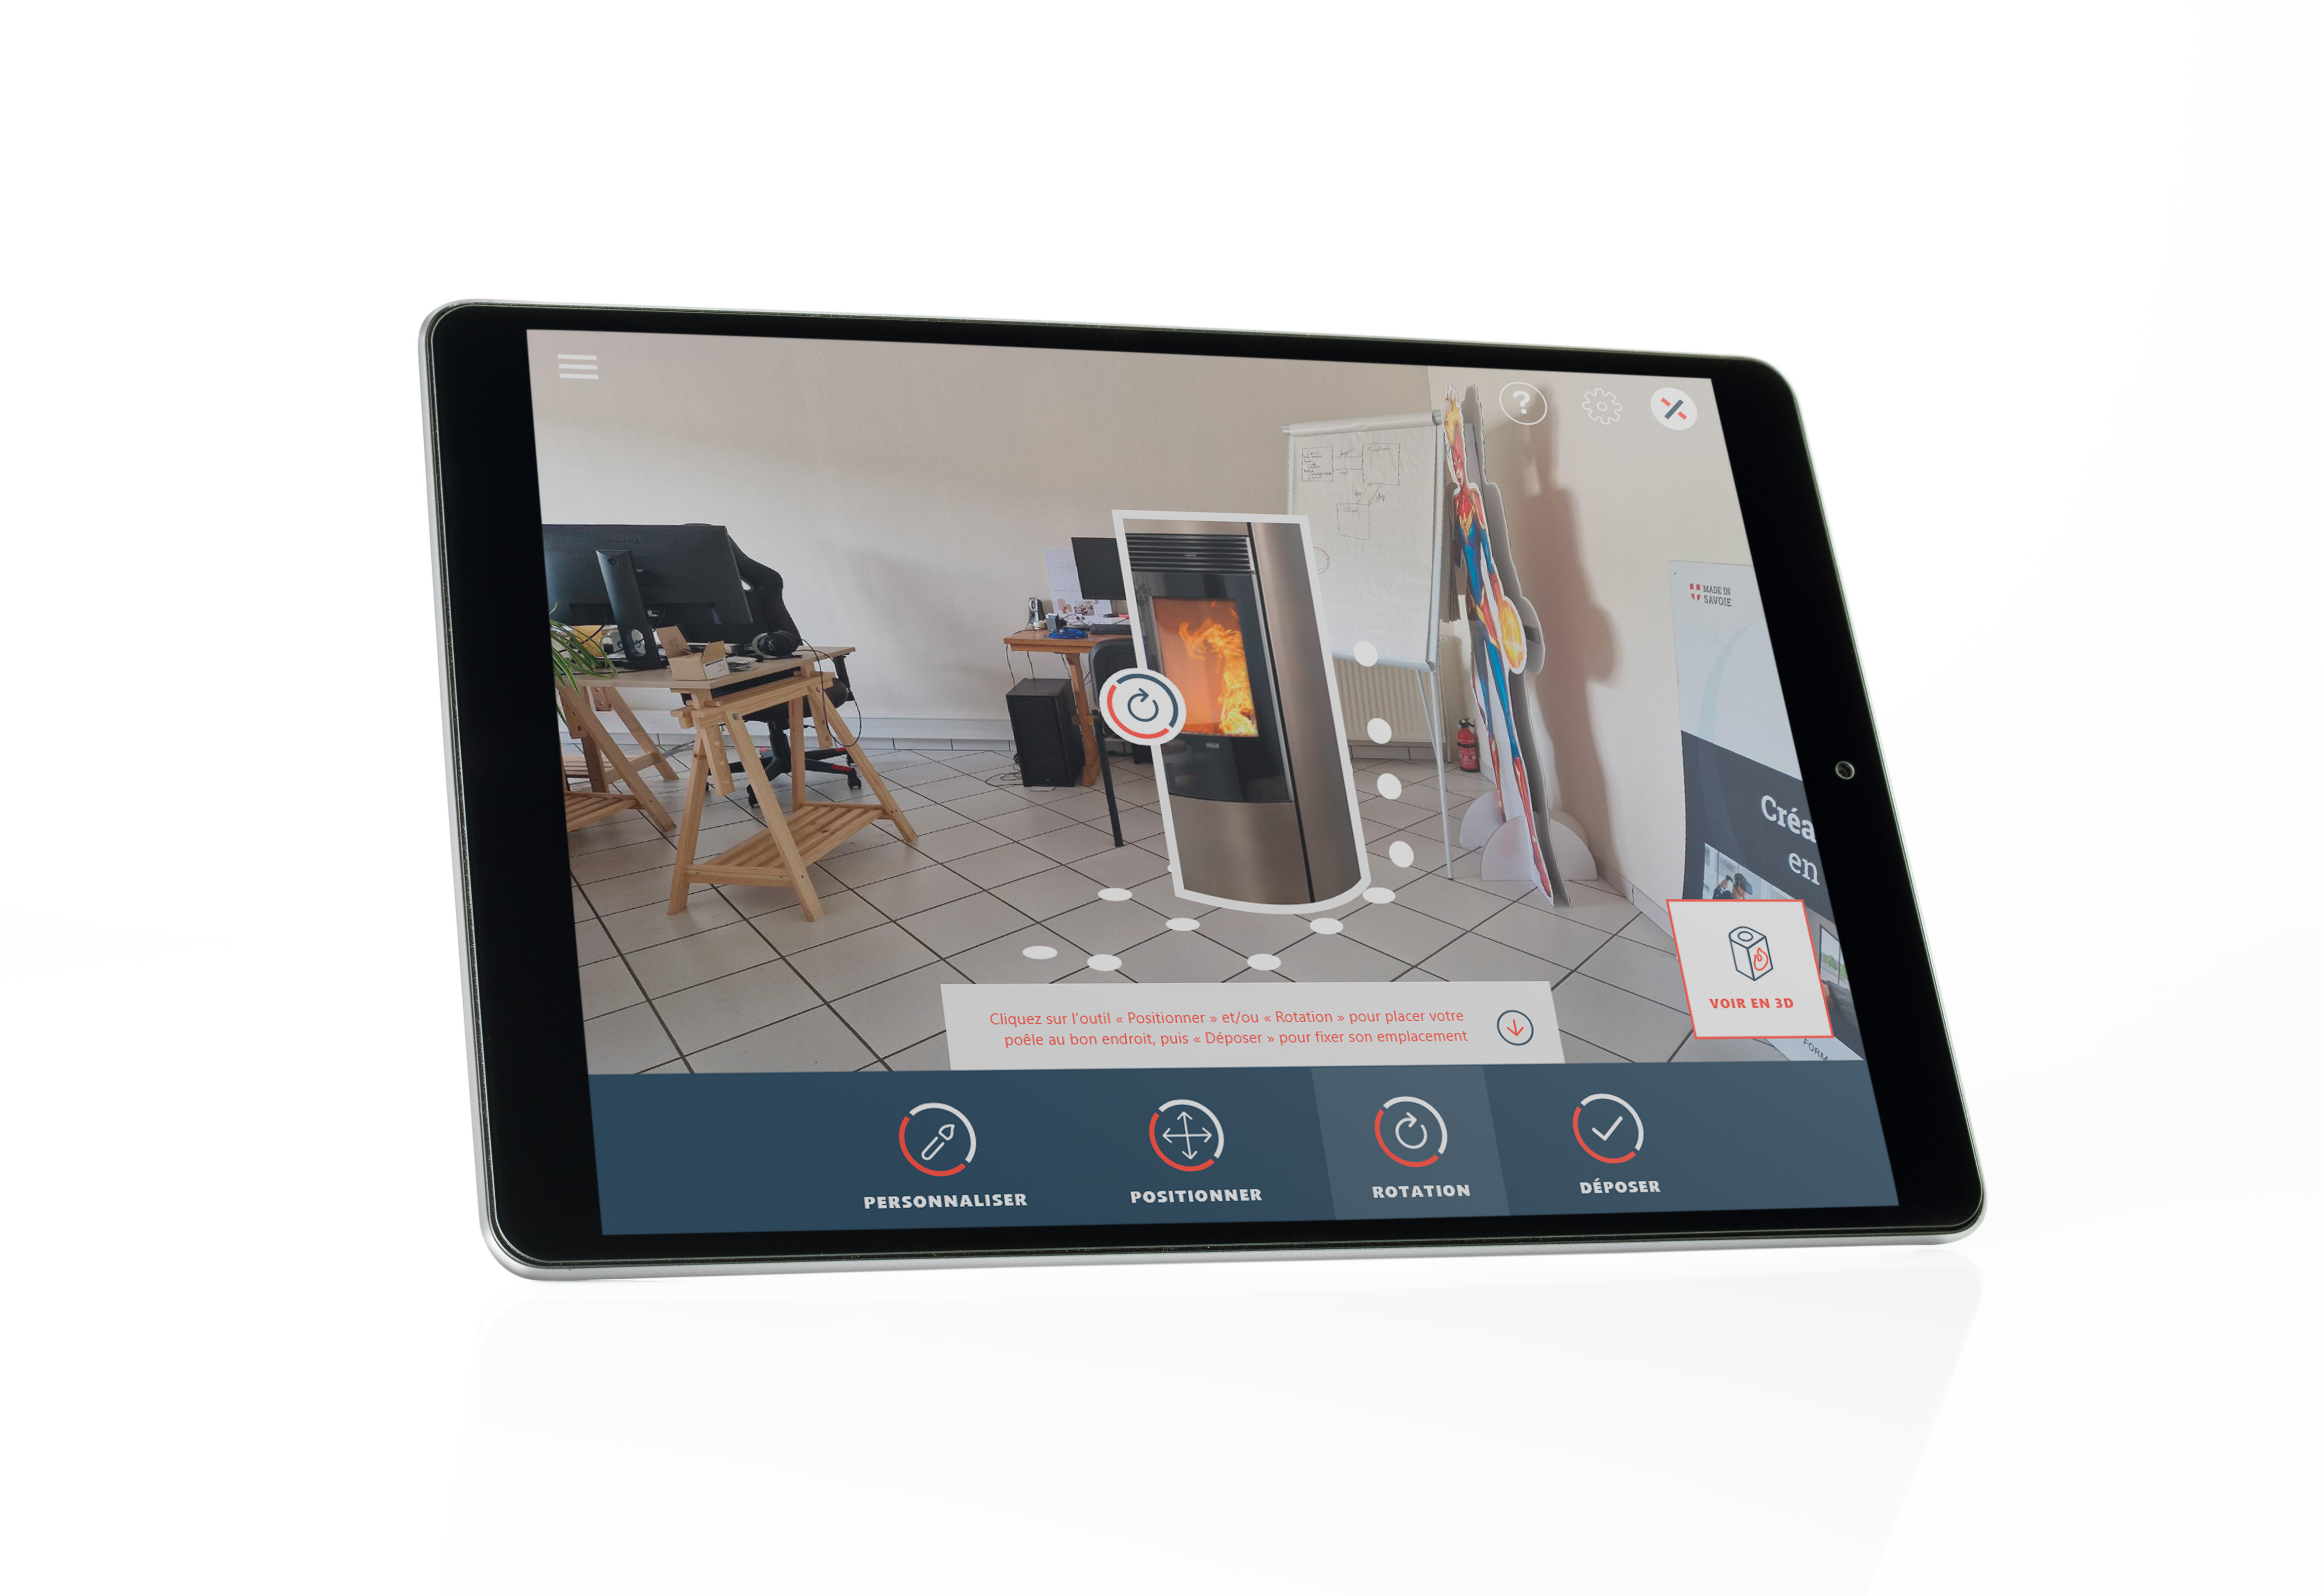 ?
MADE IN
SAVOIE
Créa
en
VOIR EN 3D
FORM
Cliquez sur l'outil « Positionner » et/ou « Rotation » pour placer votre
poêle au bon endroit, puis « Déposer » pour fixer son emplacement
PERSONNALISER
POSITIONNER
ROTATION
DÉPOSER